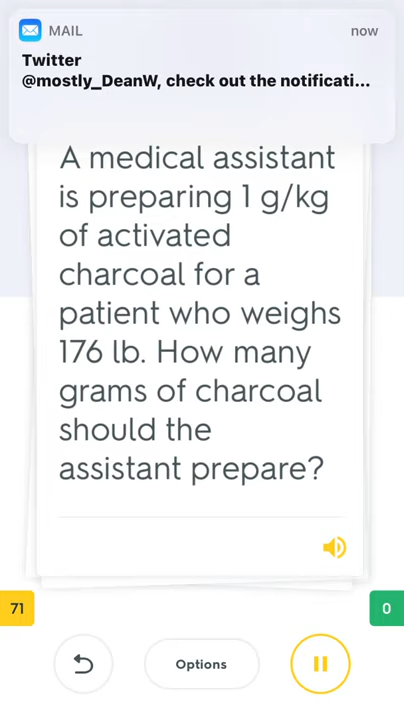 MAIL
now
Twitter
@mostly_DeanW, check out the notificati...
A medical assistant
is preparing 1 g/kg
of activated
charcoal for a
patient who weighs
176 lb. How many
grams of charcoal
should the
assistant prepare?
71
0
Options